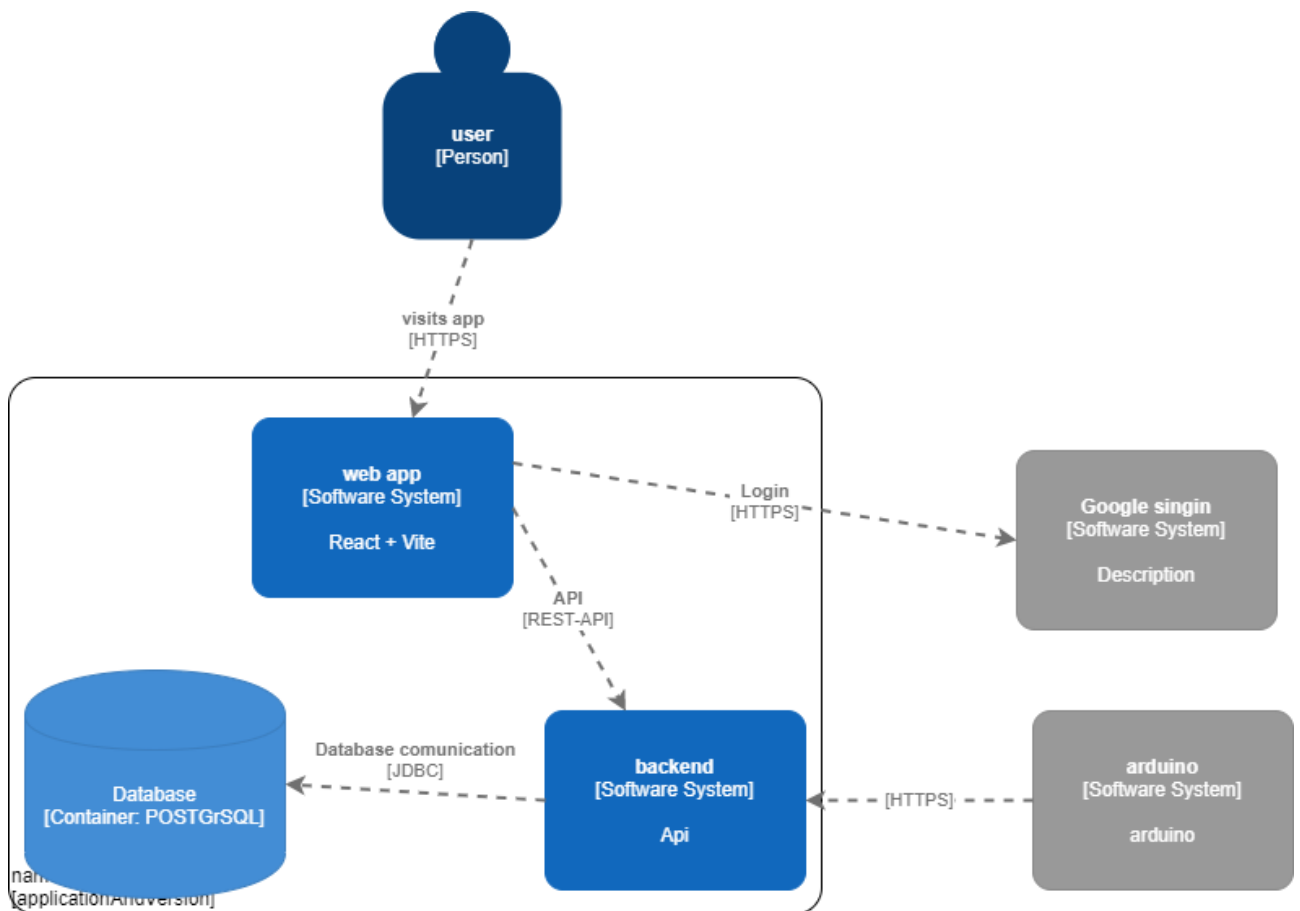 user
[Person]
visits app
[HTTPS]
web app
[Software System]
React + Vite
Login
[HTTPS]
Google singin
[Software System]
Description
API
[REST-API]
Database comunication
[JDBC]
Database
[Container: POSTGrSQL]
backend
[Software System]
Api
[HTTPS]
arduino
[Software System]
arduino
[applicationAndVersion]